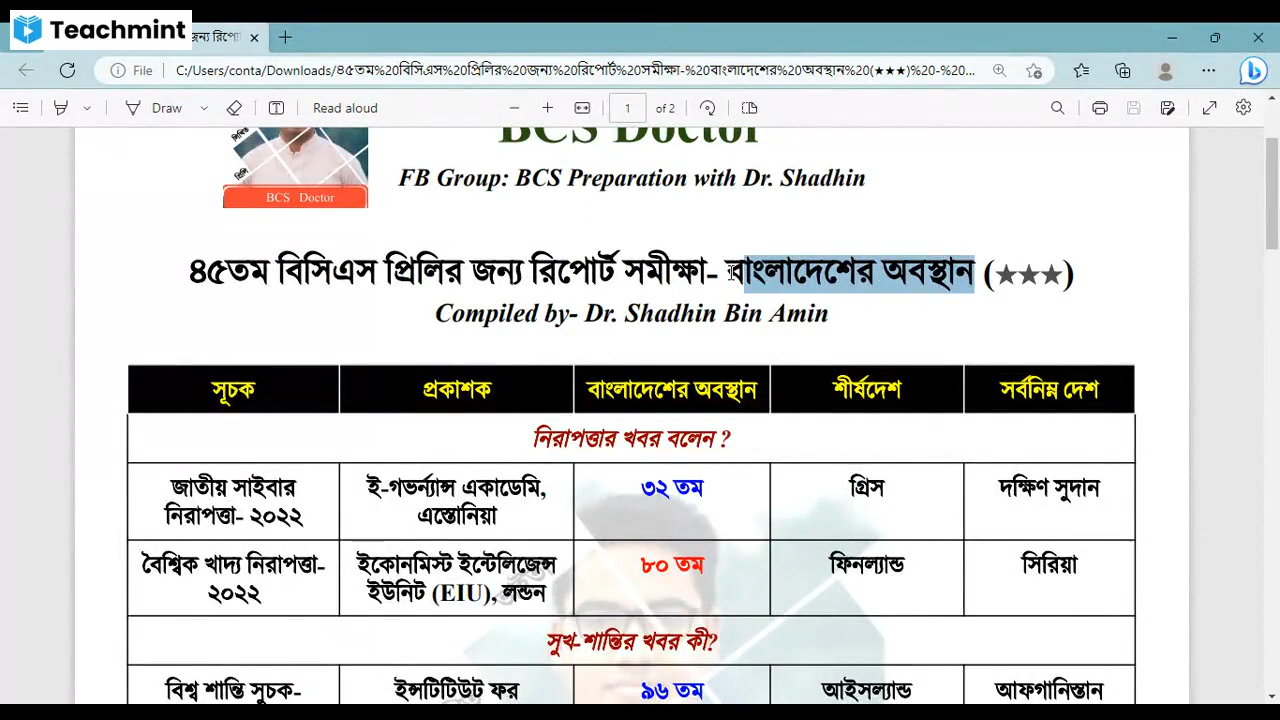 Teachmint
জন্য রিপো
File
C:/Users/conta/Downloads/৪৫তম%20বিসিএস%20প্রিলির%20জন্য%20রিপোর্ট%20সমীক্ষা-%20বাংলাদেশের%20অবস্থান%20(★★★)%20-%20...
Draw
Read aloud
1 of 2
BCS Doctor
লিখিত
BCS Doctor
FB Group: BCS Preparation with Dr. Shadhin
৪৫তম বিসিএস প্রিলির জন্য রিপোর্ট সমীক্ষা- বাংলাদেশের অবস্থান (★★★)
Compiled by- Dr. Shadhin Bin Amin
সূচক প্রকাশক বাংলাদেশের অবস্থান শীর্ষদেশ সর্বনিম্ন দেশ
নিরাপত্তার খবর বলেন ?
জাতীয় সাইবার নিরাপত্তা- ২০২২ ই-গভর্ন্যান্স একাডেমি, এস্তোনিয়া ৩২ তম গ্রিস দক্ষিণ সুদান
বৈশ্বিক খাদ্য নিরাপত্তা- ২০২২ ইকোনমিস্ট ইন্টেলিজেন্স ইউনিট (EIU), লন্ডন ৮০ তম ফিনল্যান্ড সিরিয়া
সুখ-শান্তির খবর কী?
বিশ্ব শান্তি সূচক- ইন্সটিটিউট ফর ৯৬ তম আইসল্যান্ড আফগানিস্তান